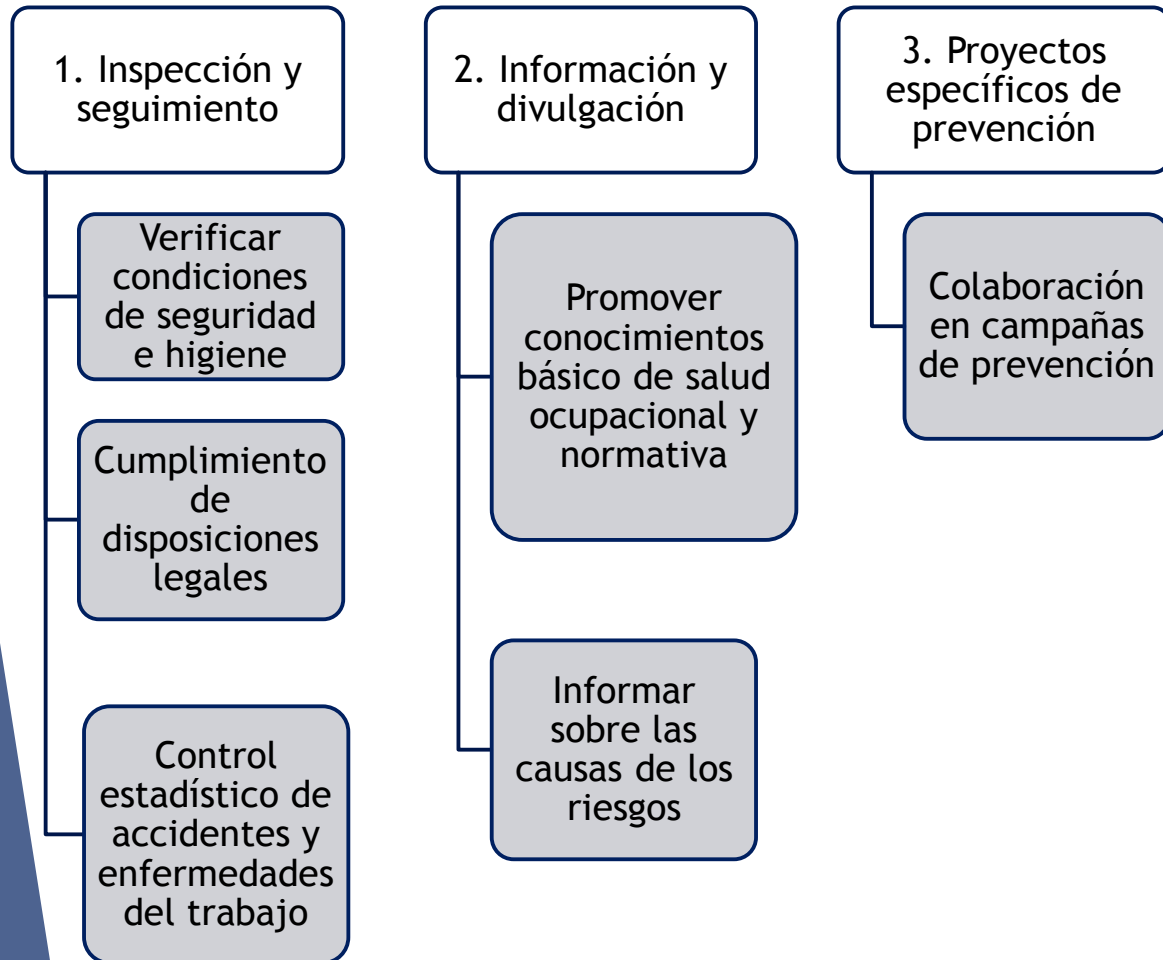 1. Inspección y
seguimiento
Verificar
condiciones
de seguridad
e higiene
Cumplimiento
de
disposiciones
legales
Control
estadístico de
accidentes y
enfermedades
del trabajo
2. Información y
divulgación
Promover
conocimientos
básico de salud
ocupacional y
normativa
Informar
sobre las
causas de los
riesgos
3. Proyectos
específicos de
prevención
Colaboración
en campañas
de prevención